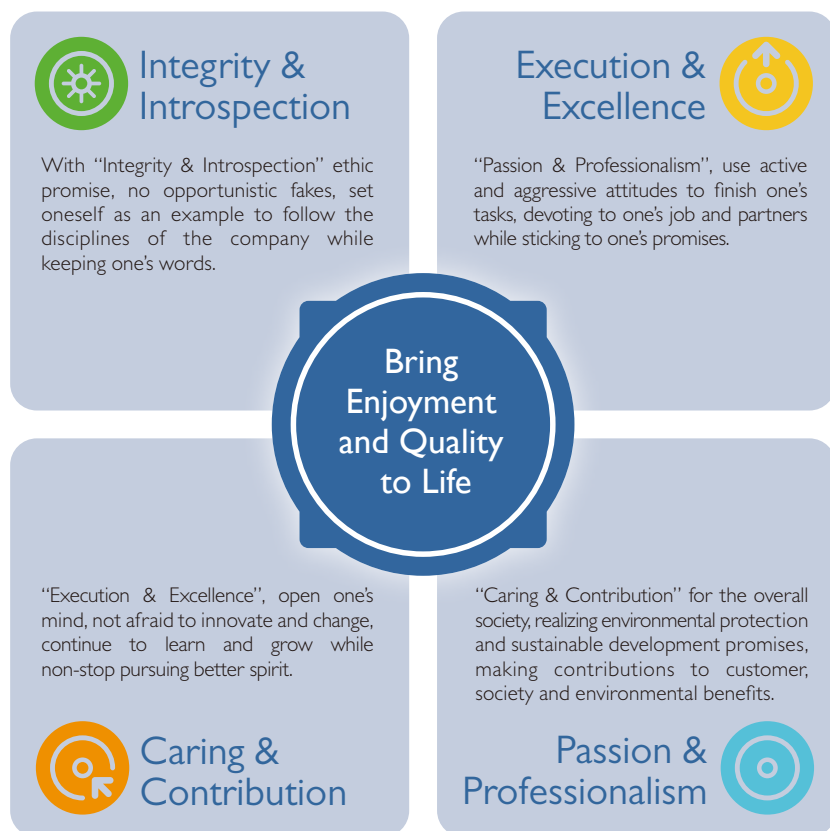 Integrity &
Introspection
With “Integrity & Introspection” ethic
promise, no opportunistic fakes, set
oneself as an example to follow the
disciplines of the company while
keeping one’s words.
Execution &
Excellence
“Passion & Professionalism”, use active
and aggressive attitudes to finish one’s
tasks, devoting to one’s job and partners
while sticking to one’s promises.
Bring
Enjoyment
and Quality
to Life
“Execution & Excellence”, open one’s
mind, not afraid to innovate and change,
continue to learn and grow while
non-stop pursuing better spirit.
Caring &
Contribution
“Caring & Contribution” for the overall
society, realizing environmental protection
and sustainable development promises,
making contributions to customer,
society and environmental benefits.
Passion &
Professionalism